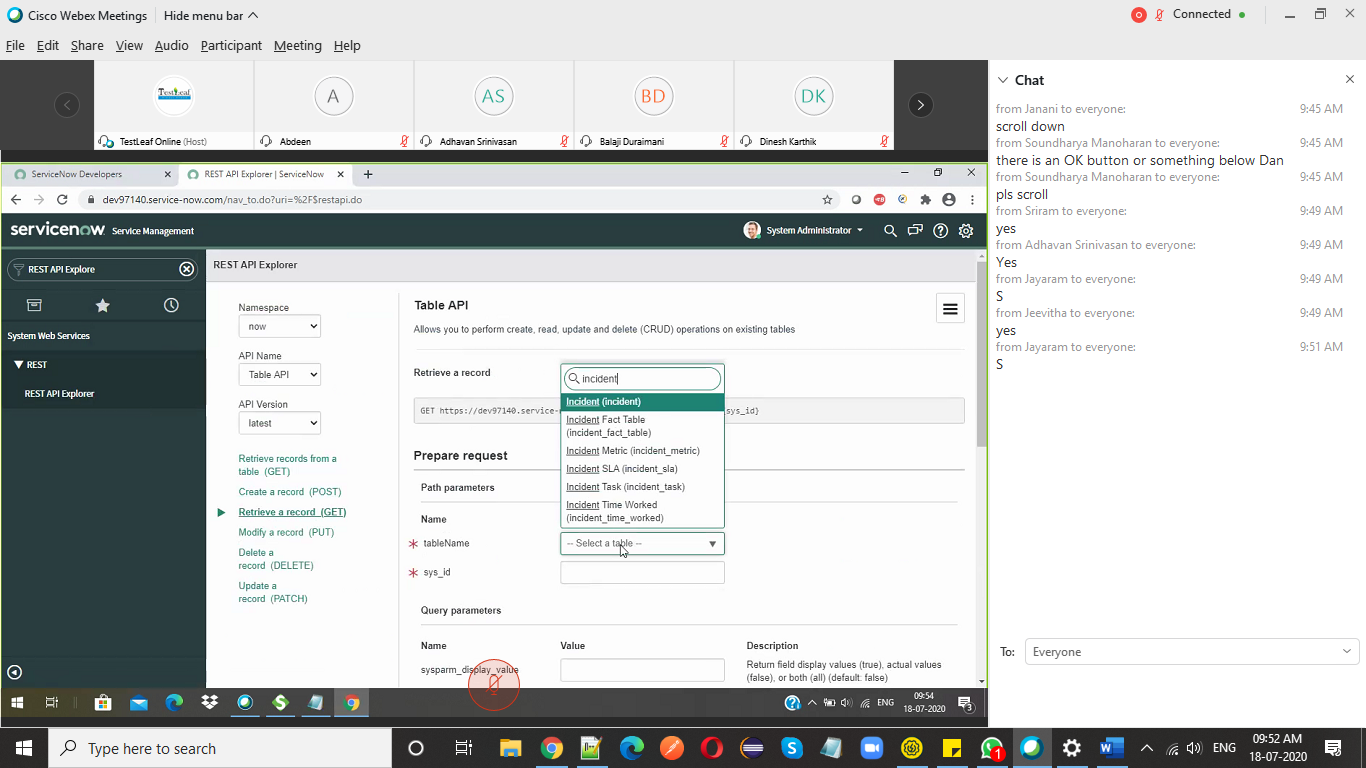 Cisco Webex Meetings
Hide menu bar
Connected
File Edit Share View Audio Participant Meeting Help
TestLeaf
A
AS
BD
DK
TestLeaf Online (Host)
Abdeen
Adhavan Srinivasan
Balaji Duraimani
Dinesh Karthik
ServiceNow Developers
REST API Explorer | ServiceNow
dev97140.service-now.com/nav_to.do?uri=%2F$restapi.do
servicenow Service Management
System Administrator
REST API Explore
System Web Services
REST
REST API Explorer
REST API Explorer
Namespace
now
API Name
Table API
API Version
latest
Retrieve records from a
table (GET)
Create a record (POST)
Retrieve a record (GET)
Modify a record (PUT)
Delete a
record (DELETE)
Update a
record (PATCH)
Table API
Allows you to perform create, read, update and delete (CRUD) operations on existing tables
Retrieve a record
GET https://dev97140.service- sys_id}
incident
Incident (incident)
Incident Fact Table
(incident_fact_table)
Incident Metric (incident_metric)
Incident SLA (incident_sla)
Incident Task (incident_task)
Incident Time Worked
(incident_time_worked)
Prepare request
Path parameters
Name
* tableName
-- Select a table --
* sys_id
Query parameters
Name Value Description
sysparm_display_value
Return field display values (true), actual values
(false), or both (all) (default: false)
ENG
09:54
18-07-2020
3
Chat
from Janani to everyone: 9:45 AM
scroll down
from Soundharya Manoharan to everyone: 9:45 AM
there is an OK button or something below Dan
from Soundharya Manoharan to everyone: 9:45 AM
pls scroll
from Sriram to everyone: 9:49 AM
yes
from Adhavan Srinivasan to everyone: 9:49 AM
Yes
from Jayaram to everyone: 9:49 AM
S
from Jeevitha to everyone: 9:49 AM
yes
from Jayaram to everyone: 9:51 AM
S
To: Everyone
Type here to search
1
ENG
09:52 AM
18-07-2020